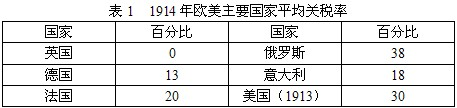 表 1 1914 年欧美主要国家平均关税率
国家 百分比 国家 百分比
英国 0 俄罗斯 38
德国 13 意大利 18
法国 20 美国（1913） 30